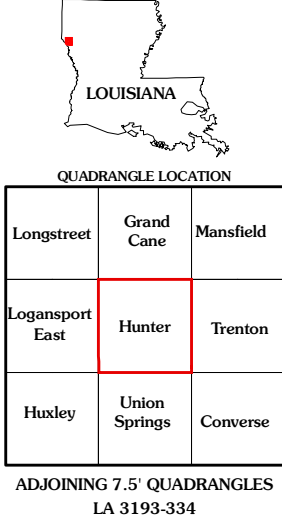 LOUISIANA
QUADRANGLE LOCATION
Longstreet
Grand
Cane
Mansfield
Logansport
East
Hunter
Trenton
Huxley
Union
Springs
Converse
ADJOINING 7.5' QUADRANGLES
LA 3193-334